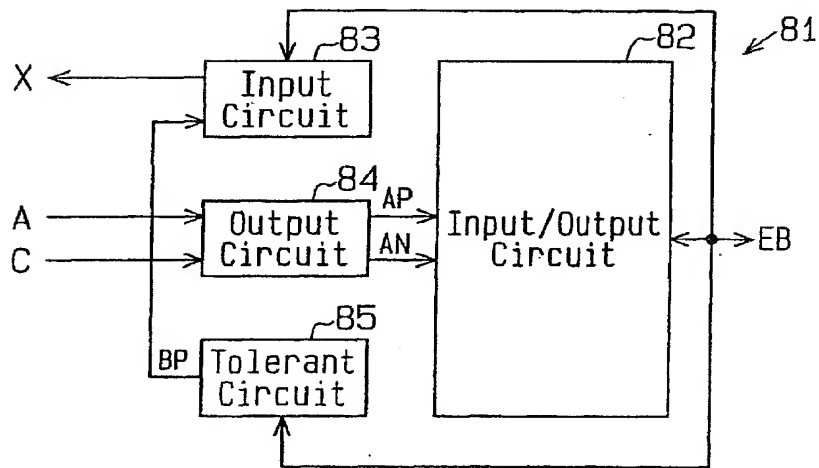 81
83
82
X
Input
Circuit
84
A
AP
Output
Circuit
Input/Output
Circuit
AN
EB
C
85
BP
Tolerant
Circuit